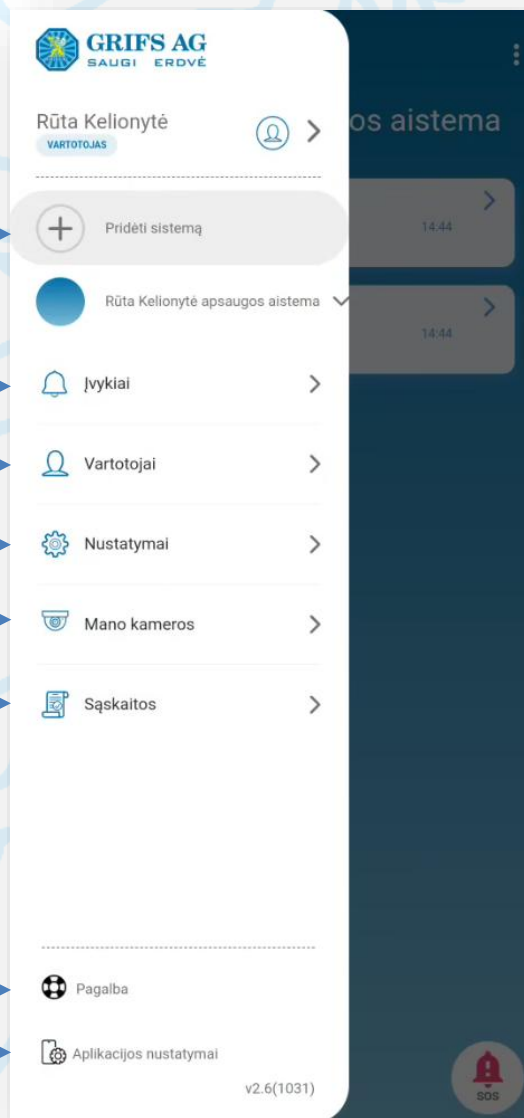 GRIFS AG
SAUGI ERDVĖ
Rūta Kelionytė
VARTOTOJAS
os aistema
Pridėti sistemą
14:44
Rūta Kelionytė apsaugos aistema
14:44
Įvykiai
Vartotojai
Nustatymai
Mano kameros
Sąskaitos
Pagalba
Aplikacijos nustatymai
v2.6(1031)
SOS